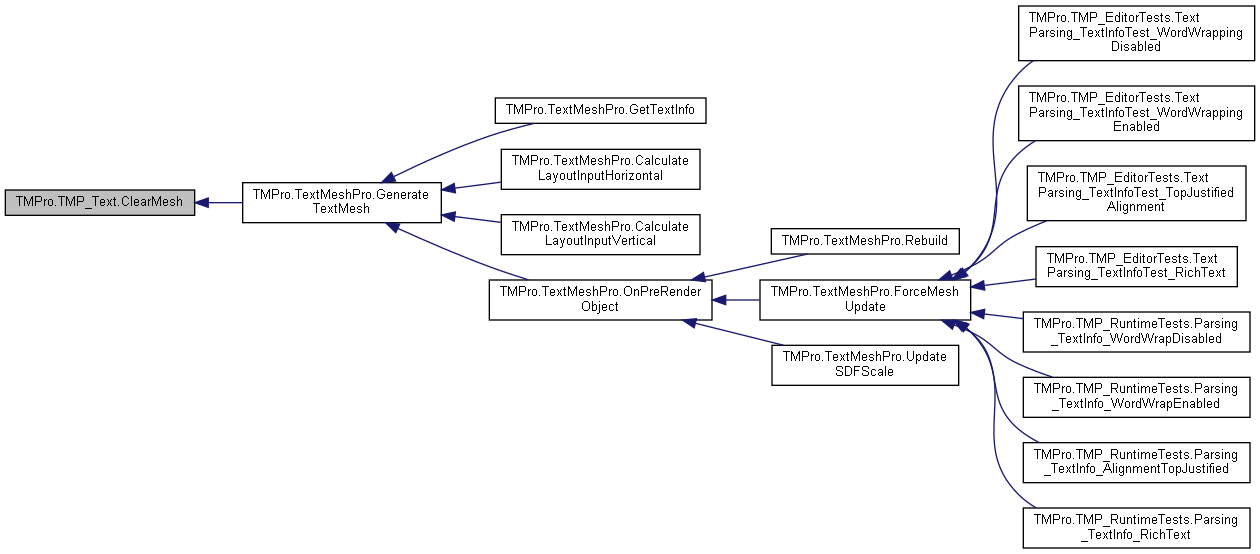 TMPro.TMP_Text.ClearMesh
TMPro.TextMeshPro.Generate
TextMesh
TMPro.TextMeshPro.GetTextInfo
TMPro.TextMeshPro.Calculate
LayoutInputHorizontal
TMPro.TextMeshPro.Calculate
LayoutInputVertical
TMPro.TextMeshPro.OnPreRender
Object
TMPro.TextMeshPro.Rebuild
TMPro.TextMeshPro.ForceMesh
Update
TMPro.TextMeshPro.Update
SDFScale
TMPro.TMP_EditorTests.Text
Parsing_TextInfoTest_WordWrapping
Disabled
TMPro.TMP_EditorTests.Text
Parsing_TextInfoTest_WordWrapping
Enabled
TMPro.TMP_EditorTests.Text
Parsing_TextInfoTest_TopJustified
Alignment
TMPro.TMP_EditorTests.Text
Parsing_TextInfoTest_RichText
TMPro.TMP_RuntimeTests.Parsing
_TextInfo_WordWrapDisabled
TMPro.TMP_RuntimeTests.Parsing
_TextInfo_WordWrapEnabled
TMPro.TMP_RuntimeTests.Parsing
_TextInfo_AlignmentTopJustified
TMPro.TMP_RuntimeTests.Parsing
_TextInfo_RichText